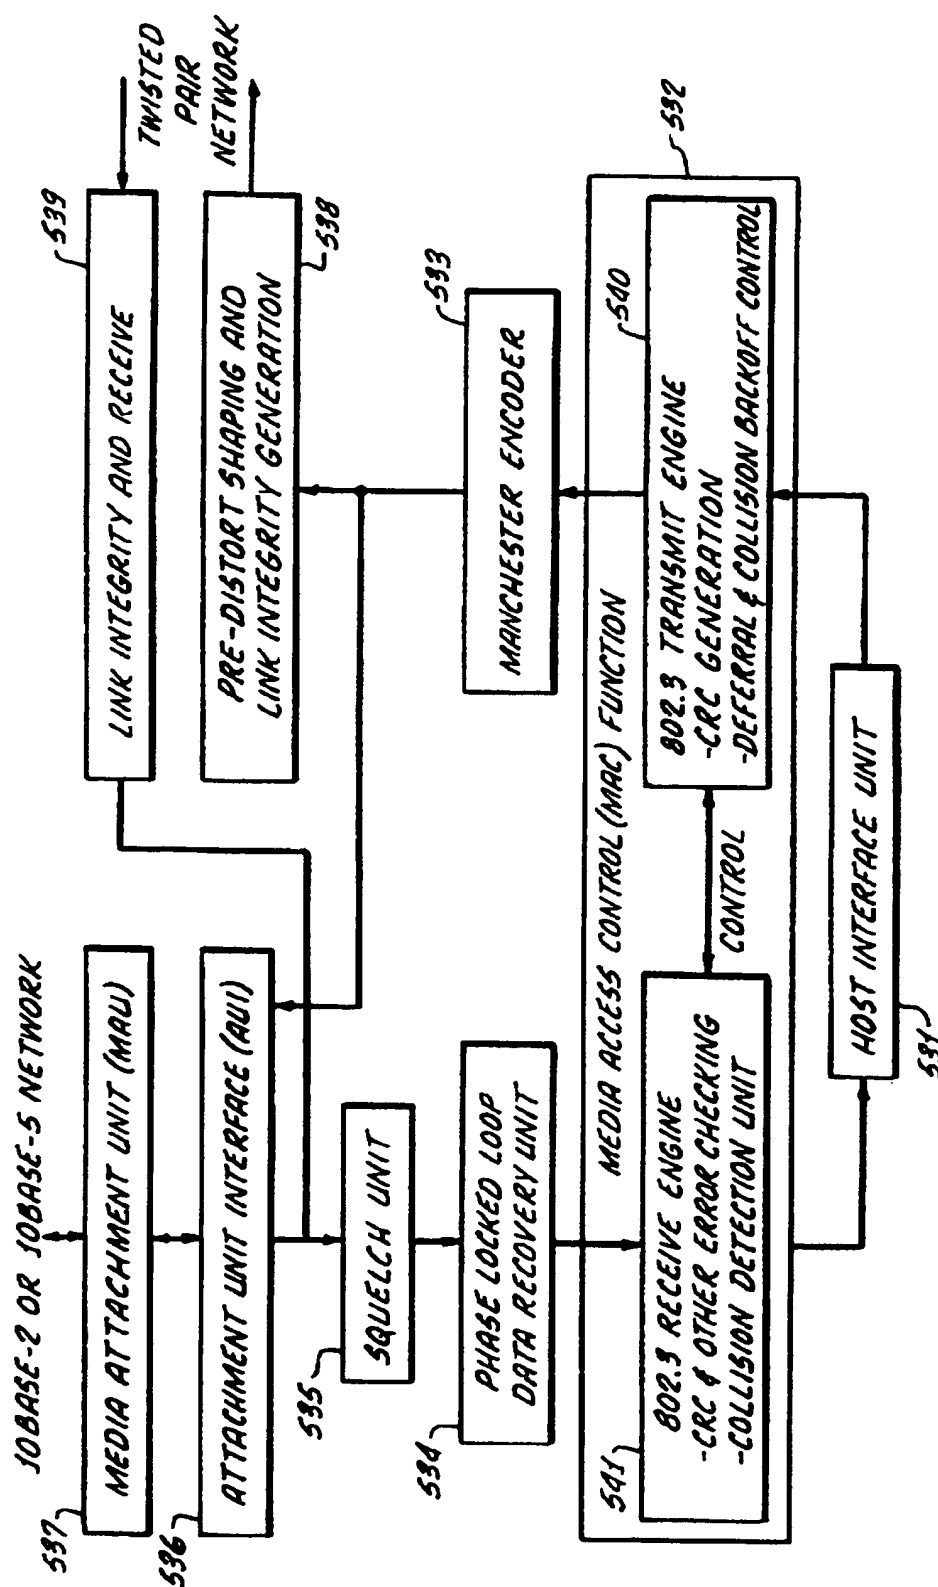 10BASE-2 OR 10BASE-5 NETWORK
537
MEDIA ATTACHMENT UNIT (MAU)
536
ATTACHMENT UNIT INTERFACE (AUI)
535
SQUELCH UNIT
534
PHASE LOCKED LOOP
DATA RECOVERY UNIT
TWISTED
PAIR
NETWORK
539
LINK INTEGRITY AND RECEIVE
538
PRE-DISTORT SHAPING AND
LINK INTEGRITY GENERATION
533
MANCHESTER ENCODER
532
MEDIA ACCESS CONTROL (MAC) FUNCTION
541
802.3 RECEIVE ENGINE
-CRC & OTHER ERROR CHECKING
-COLLISION DETECTION UNIT
CONTROL
540
802.3 TRANSMIT ENGINE
-CRC GENERATION
-DEFERRAL & COLLISION BACKOFF CONTROL
HOST INTERFACE UNIT
531